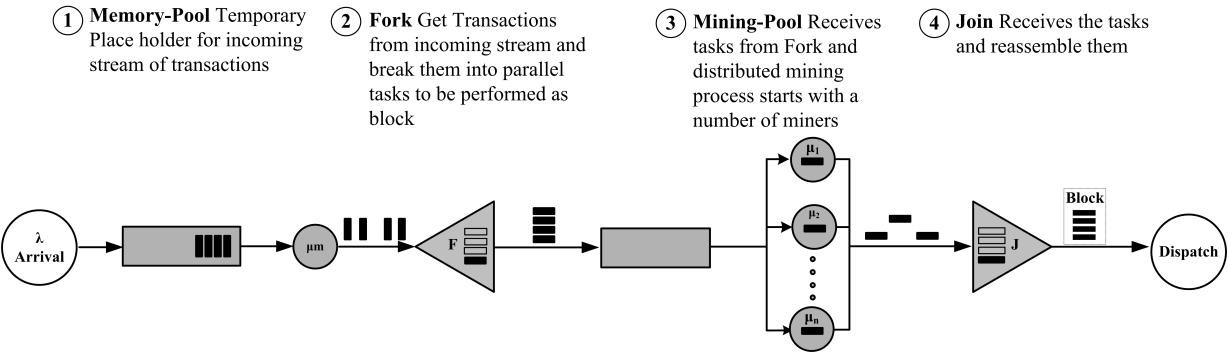 1 Memory-Pool Temporary
Place holder for incoming
stream of transactions
2 Fork Get Transactions
from incoming stream and
break them into parallel
tasks to be performed as
block
3 Mining-Pool Receives
tasks from Fork and
distributed mining
process starts with a
number of miners
4 Join Receives the tasks
and reassemble them
λ
Arrival
μm
F
μ1
μ2
μn
J
Block
Dispatch